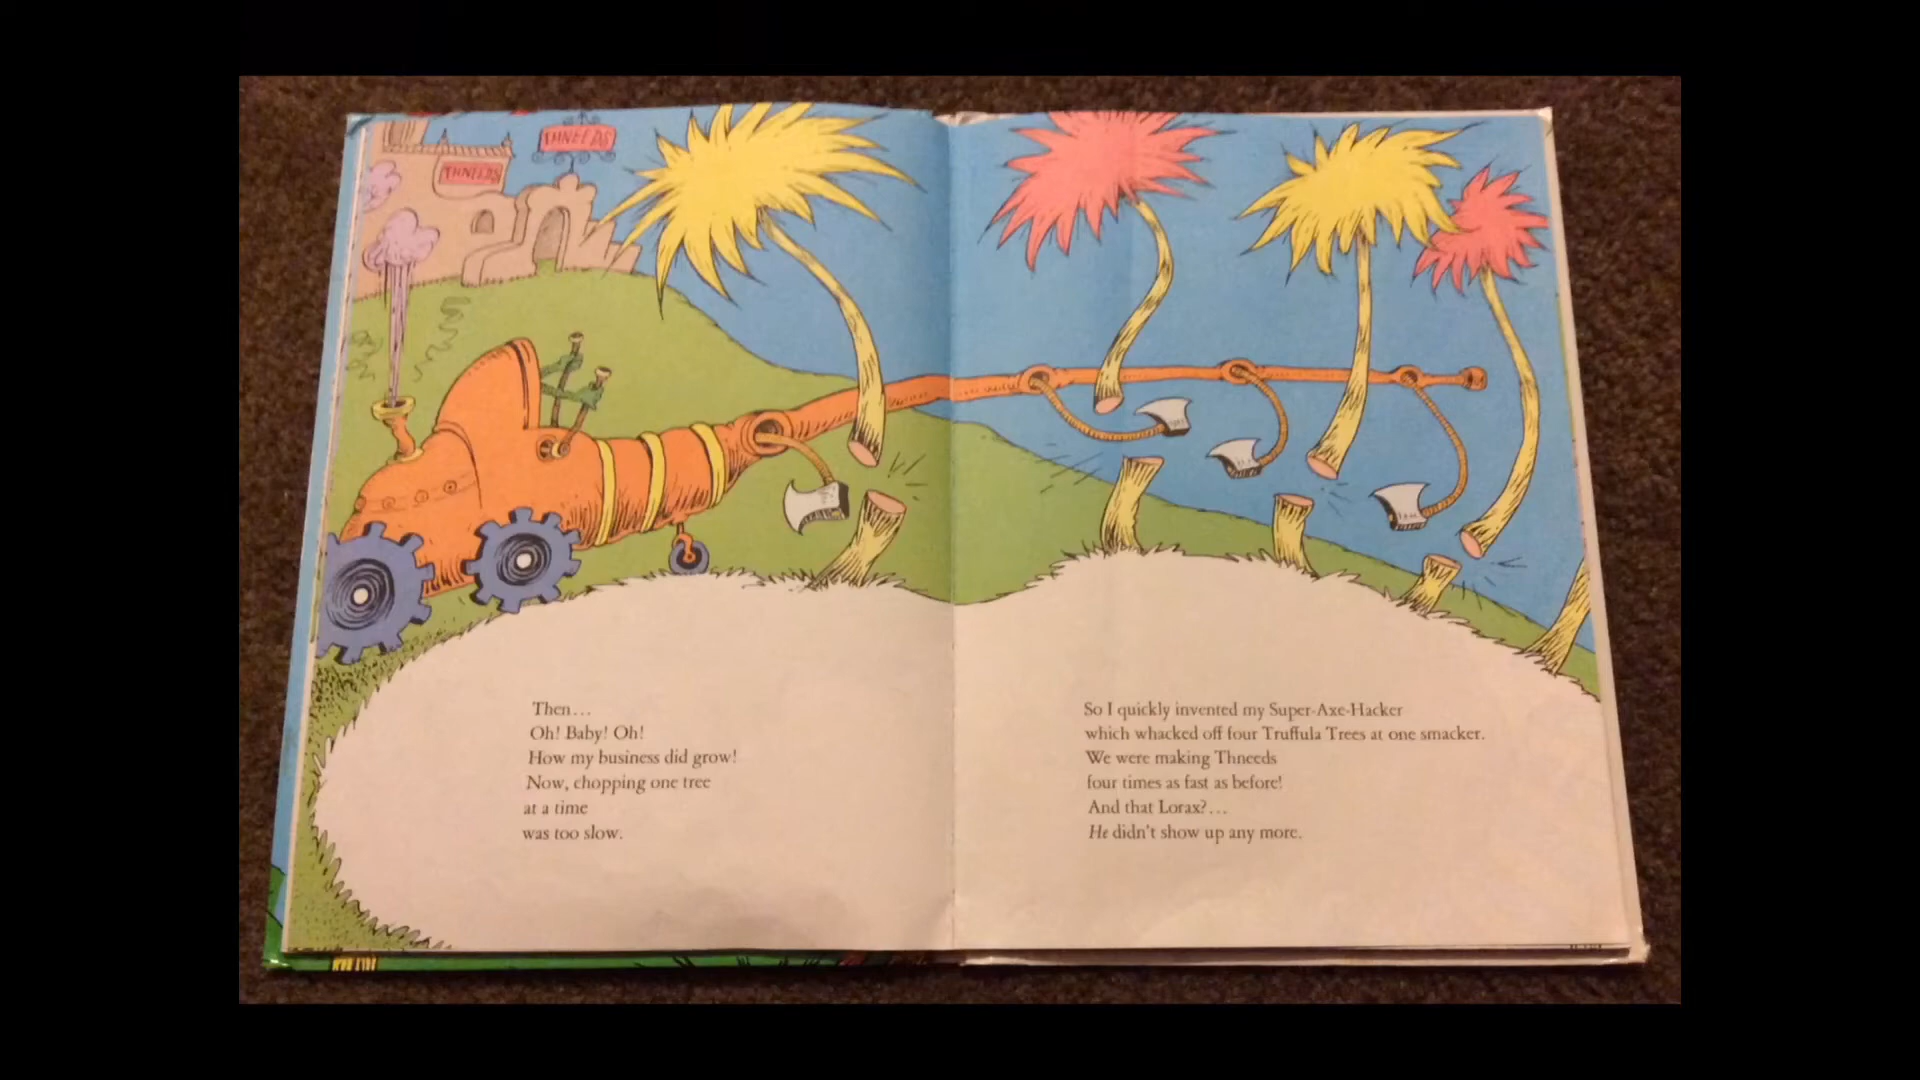 THNEEDS
THNEEDS
Then...
Oh! Baby! Oh!
How my business did grow!
Now, chopping one tree
at a time
was too slow.
So I quickly invented my Super-Axe-Hacker
which whacked off four Truffula Trees at one smacker.
We were making Thneeds
four times as fast as before!
And that Lorax?...
He didn't show up any more.